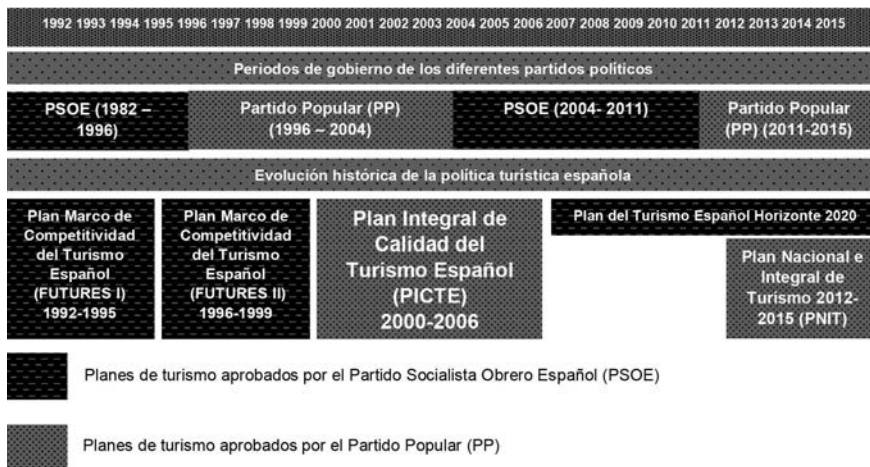 1992 1993 1994 1995 1996 1997 1998 1999 2000 2001 2002 2003 2004 2005 2006 2007 2008 2009 2010 2011 2012 2013 2014 2015
Periodos de gobierno de los diferentes partidos políticos
PSOE (1982 –
1996)
Partido Popular (PP)
(1996 – 2004)
PSOE (2004- 2011)
Partido Popular
(PP) (2011-2015)
Evolución histórica de la política turística española
Plan Marco de
Competitividad
del Turismo
Español
(FUTURES I)
1992-1995
Plan Marco de
Competitividad
del Turismo
Español
(FUTURES II)
1996-1999
Plan Integral de
Calidad del
Turismo Español
(PICTE)
2000-2006
Plan del Turismo Español Horizonte 2020
Plan Nacional e
Integral de
Turismo 2012-
2015 (PNIT)
Planes de turismo aprobados por el Partido Socialista Obrero Español (PSOE)
Planes de turismo aprobados por el Partido Popular (PP)